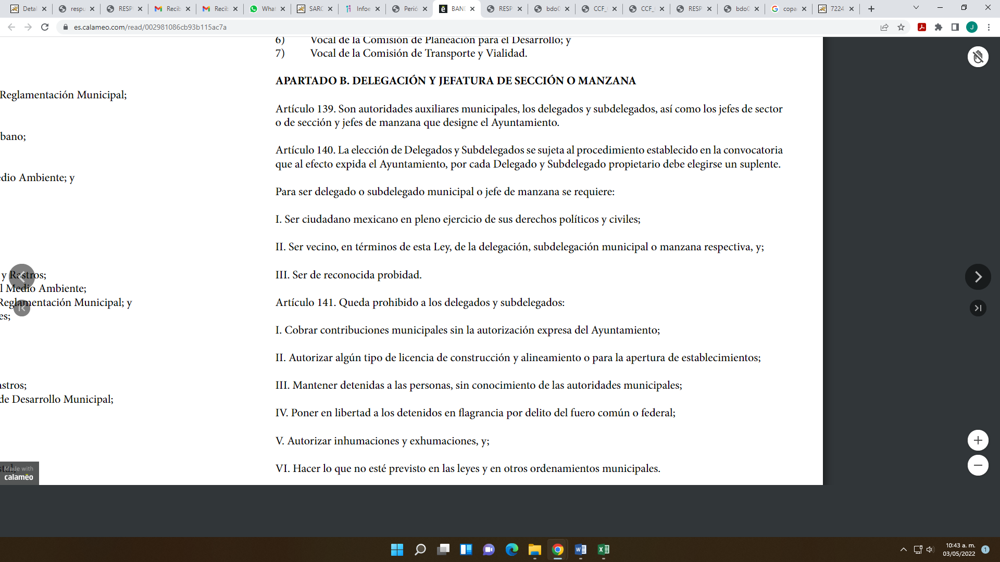 Detal
respu
RESP
Recib
Recib
What
SARC
Infoe
Perió
BAN
RESP
bdo0
CCF_
CCF_
RESP
bdo0
copa
7224
es.calameo.com/read/002981086cb93b115ac7a
J
Reglamentación Municipal;
bano;
dio Ambiente; y
y Rastros;
l Medio Ambiente;
Reglamentación Municipal; y
es;
astros;
de Desarrollo Municipal;
Made with
calamēo
6) Vocal de la Comisión de Planeación para el Desarrollo; y
7) Vocal de la Comisión de Transporte y Vialidad.
APARTADO B. DELEGACIÓN Y JEFATURA DE SECCIÓN O MANZANA
Artículo 139. Son autoridades auxiliares municipales, los delegados y subdelegados, así como los jefes de sector
o de sección y jefes de manzana que designe el Ayuntamiento.
Artículo 140. La elección de Delegados y Subdelegados se sujeta al procedimiento establecido en la convocatoria
que al efecto expida el Ayuntamiento, por cada Delegado y Subdelegado propietario debe elegirse un suplente.
Para ser delegado o subdelegado municipal o jefe de manzana se requiere:
I. Ser ciudadano mexicano en pleno ejercicio de sus derechos políticos y civiles;
II. Ser vecino, en términos de esta Ley, de la delegación, subdelegación municipal o manzana respectiva, y;
III. Ser de reconocida probidad.
Artículo 141. Queda prohibido a los delegados y subdelegados:
I. Cobrar contribuciones municipales sin la autorización expresa del Ayuntamiento;
II. Autorizar algún tipo de licencia de construcción y alineamiento o para la apertura de establecimientos;
III. Mantener detenidas a las personas, sin conocimiento de las autoridades municipales;
IV. Poner en libertad a los detenidos en flagrancia por delito del fuero común o federal;
V. Autorizar inhumaciones y exhumaciones, y;
VI. Hacer lo que no esté previsto en las leyes y en otros ordenamientos municipales.
10:43 a. m.
03/05/2022
1